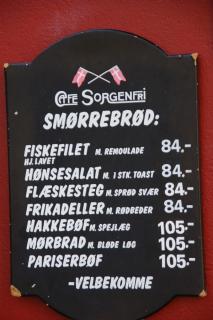 CAFE SORGENFRI
SMØRREBRØD:
FISKEFILET M. REMOULADE 84.-
HJ. LAVET
HØNSESALAT M. 1 STK. TOAST 84.-
FLÆSKESTEG M. SPRØD SVÆR 84.-
FRIKADELLER M. RØDBEDER 84.-
HAKKEBØF M. SPEJLÆG 105.-
MØRBRAD M. BLØDE LØG 105.-
PARISERBØF 105.-
-VELBEKOMME